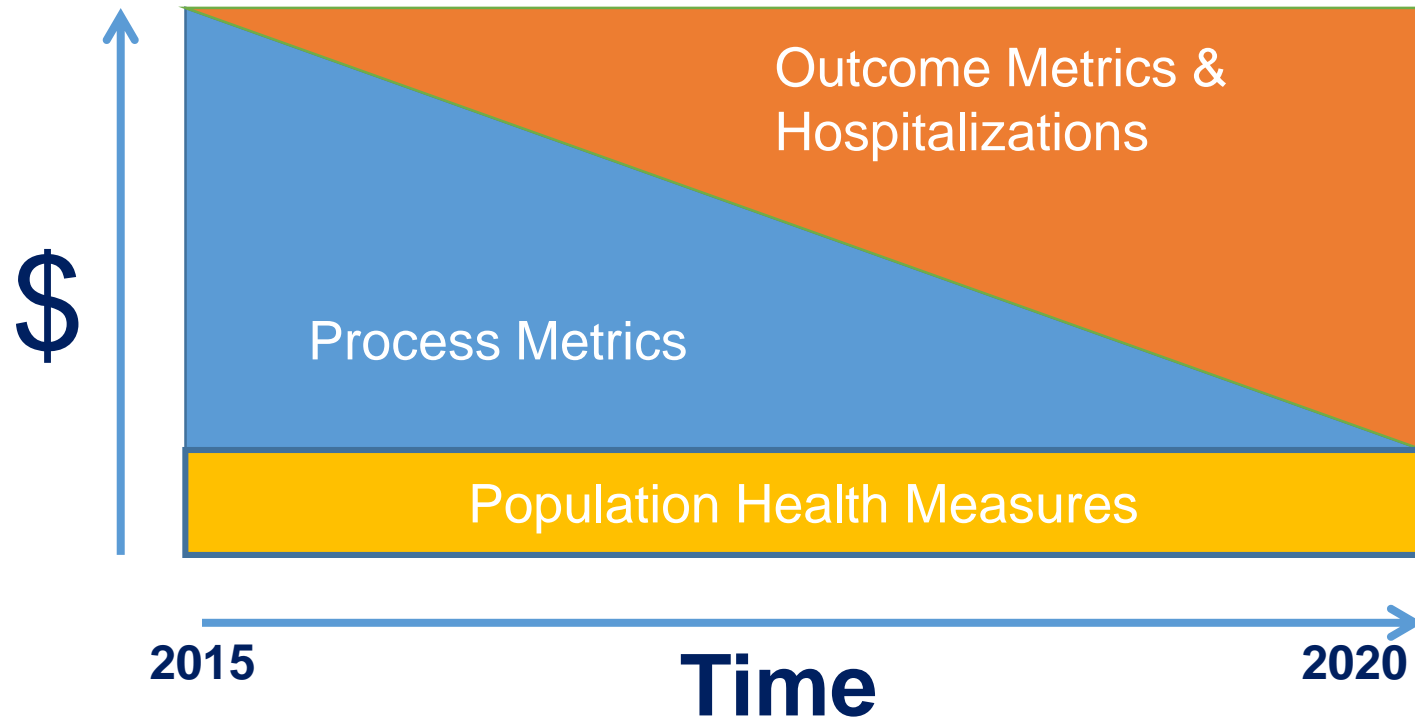 Outcome Metrics &
Hospitalizations
$
Process Metrics
Population Health Measures
2015
Time
2020